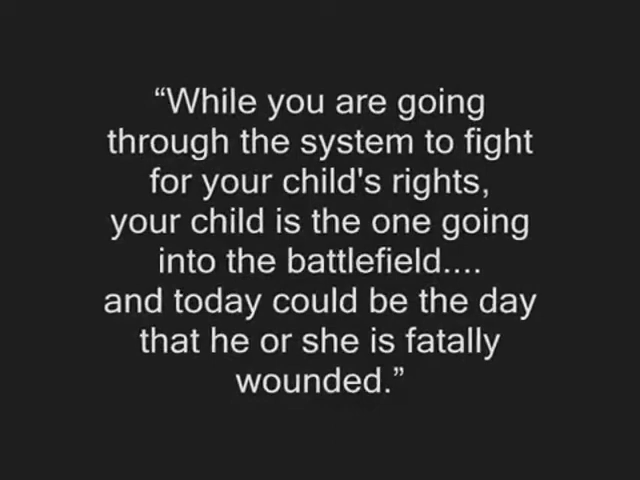 “While you are going
through the system to fight
for your child's rights,
your child is the one going
into the battlefield....
and today could be the day
that he or she is fatally
wounded.”